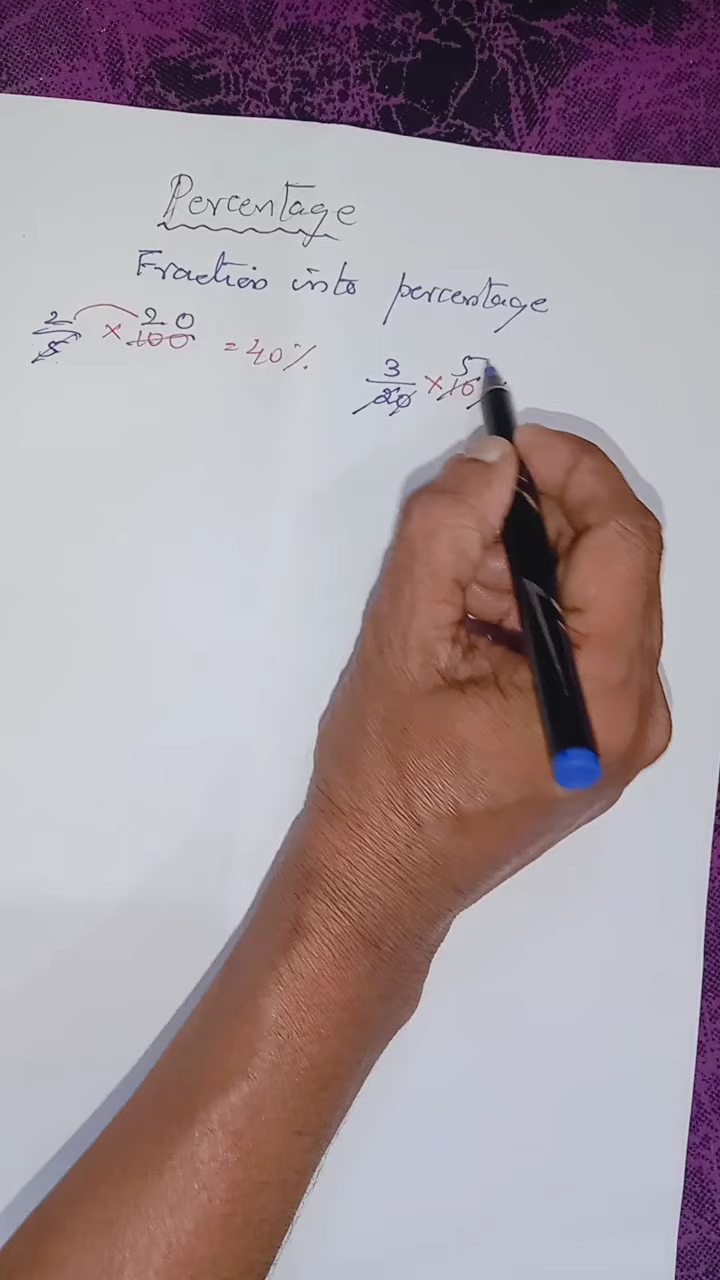 Percentage
Fraction into percentage
2/5 × 100 20 = 40%
3/20 × 10 5